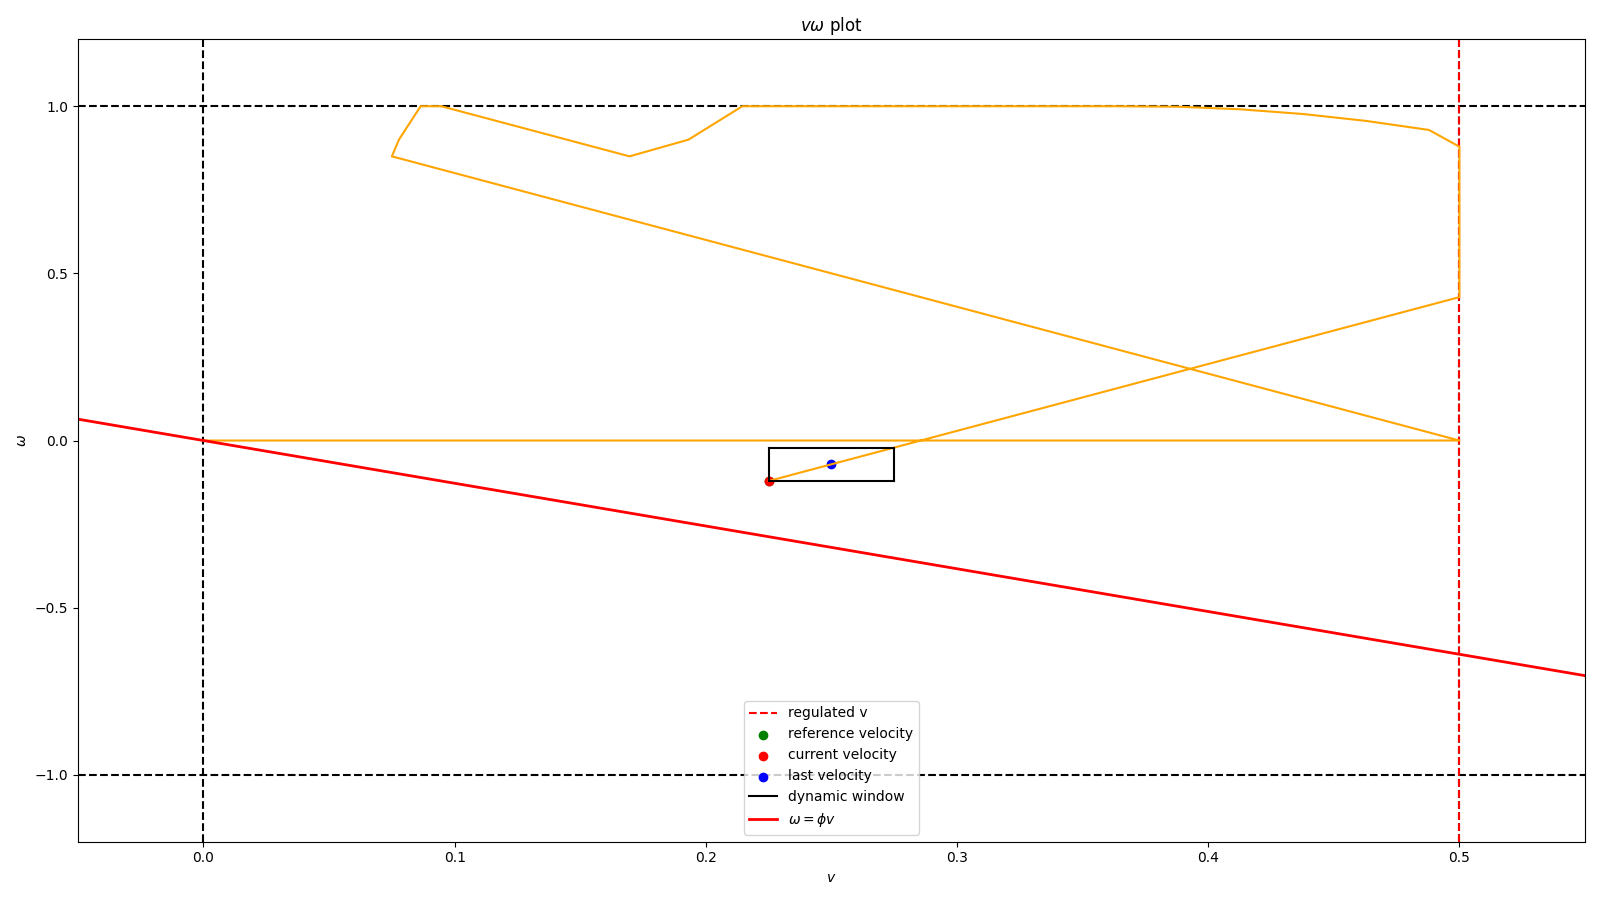 vω plot
1.0
0.5
0.0
−0.5
−1.0
ω
0.0 0.1 0.2 0.3 0.4 0.5
v
regulated v
reference velocity
current velocity
last velocity
dynamic window
ω = ϕv